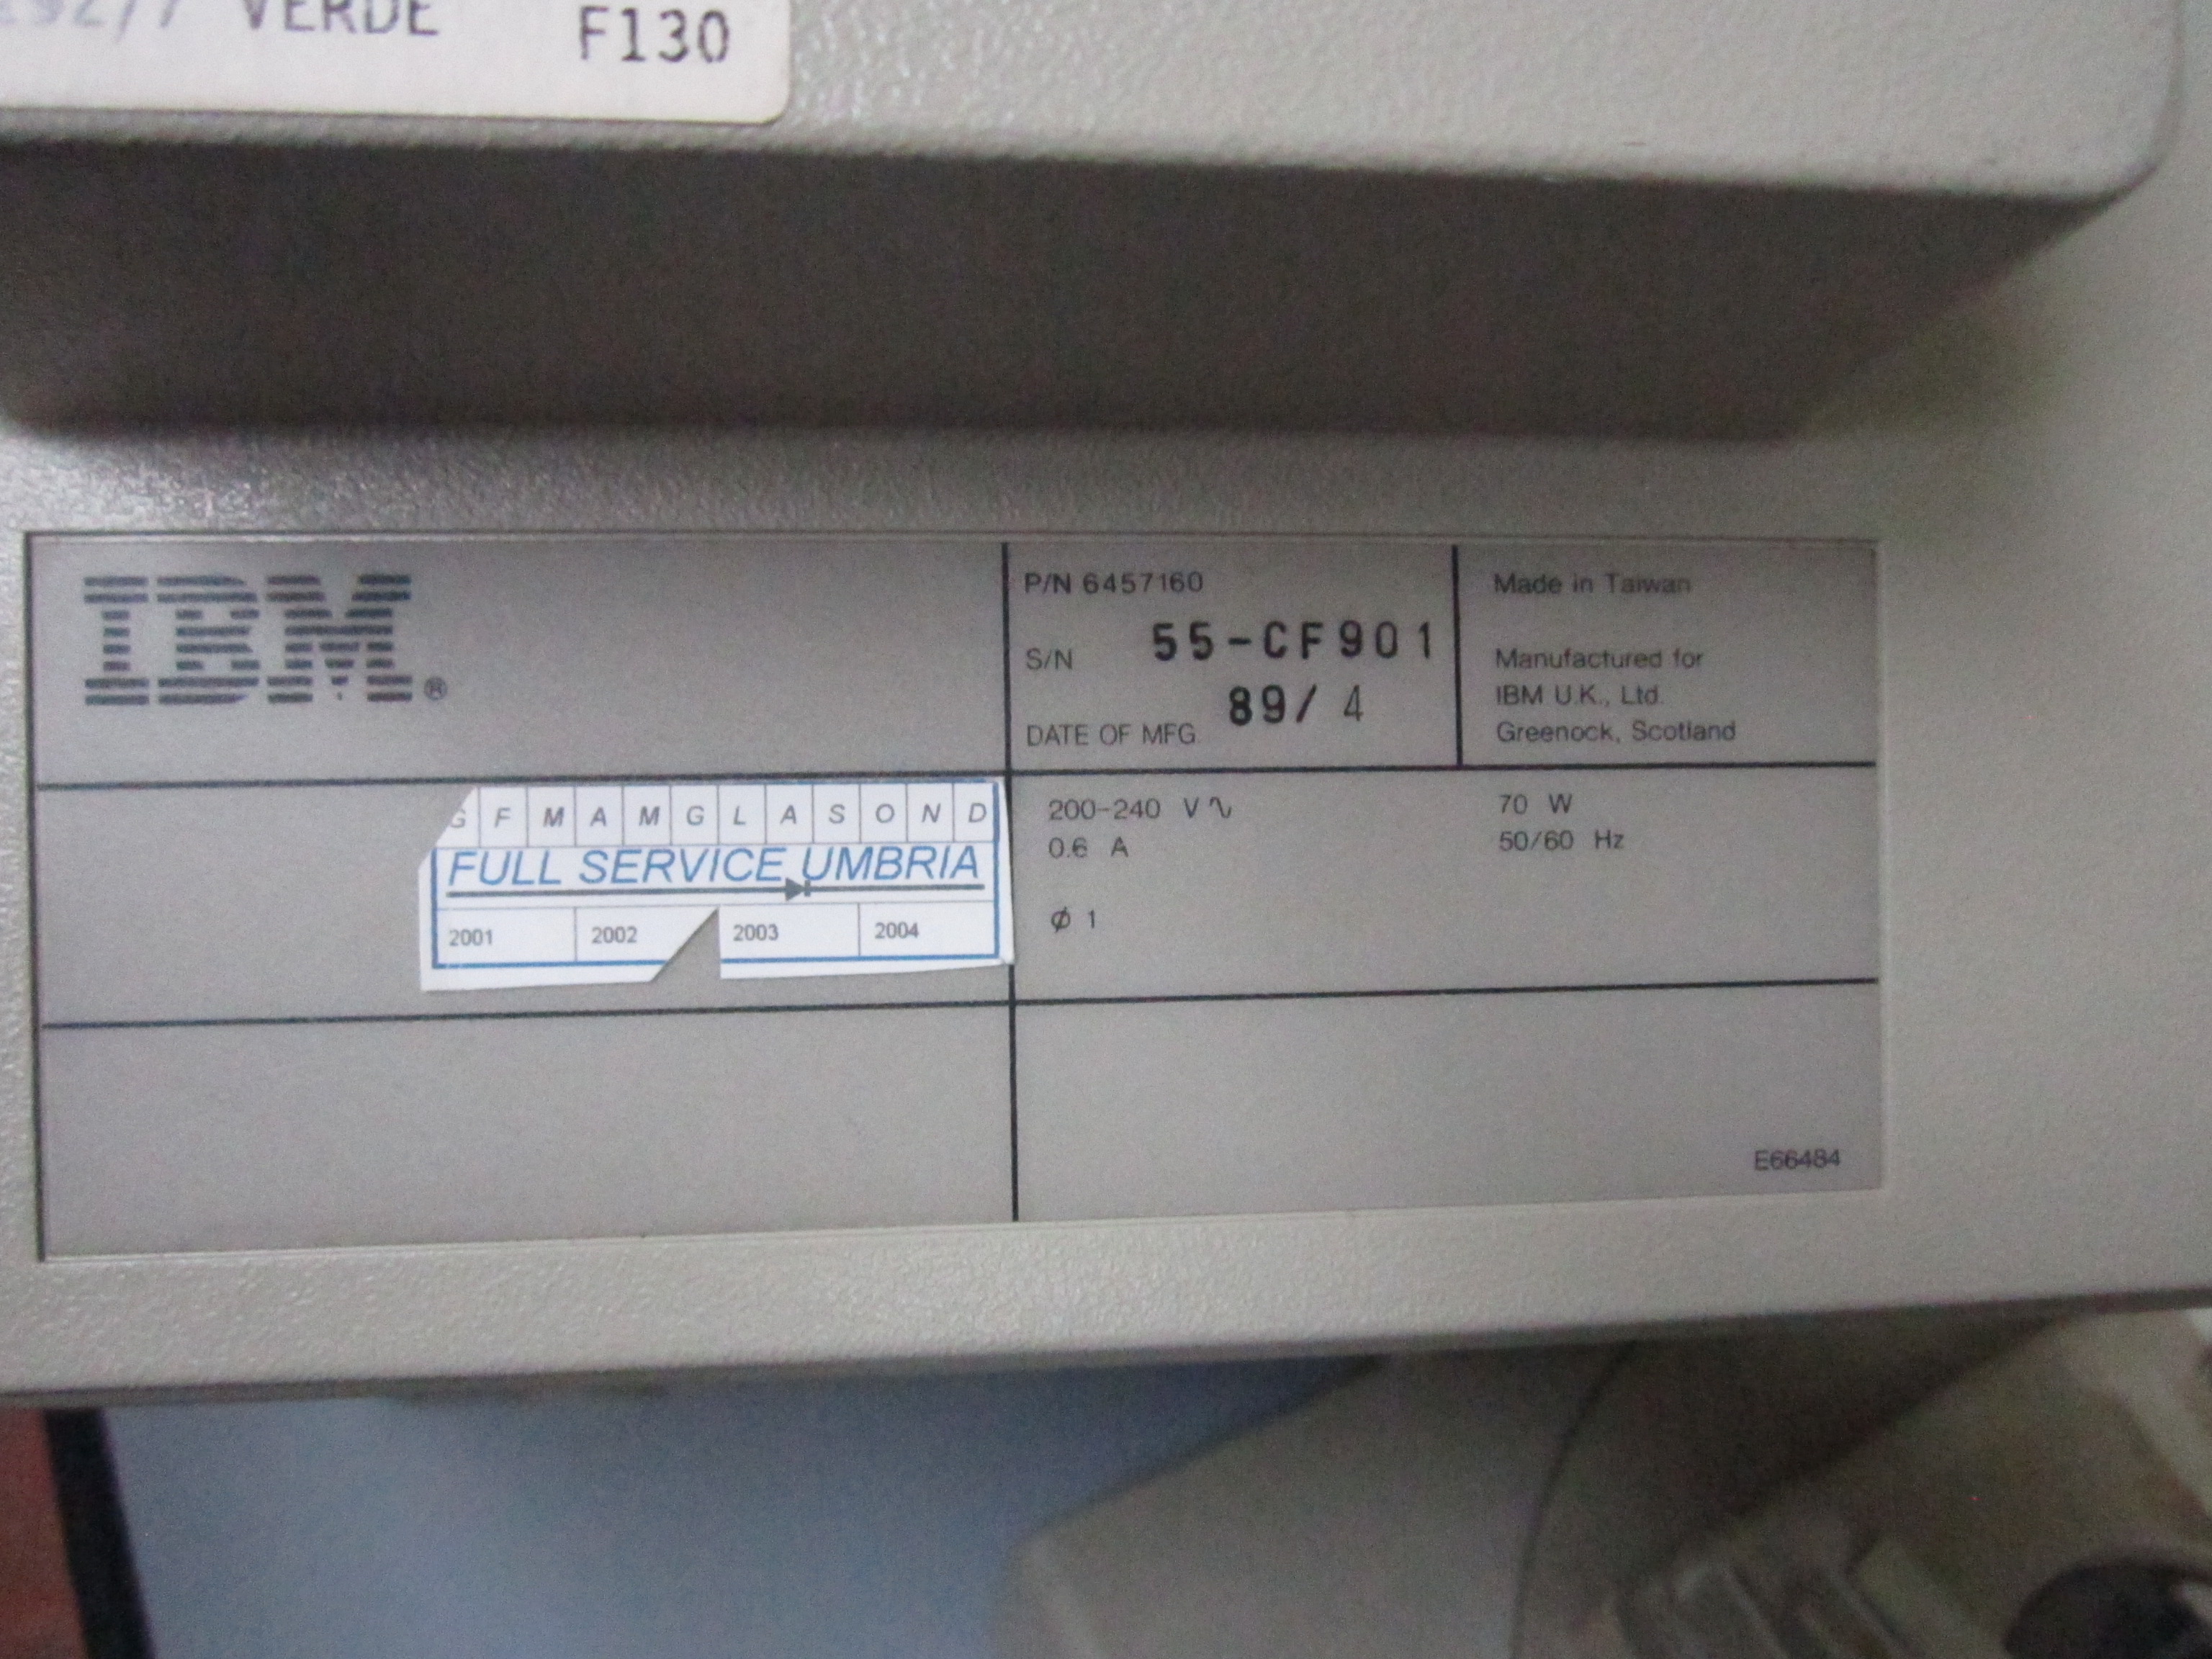 VERDE F130
IBM®
P/N 6457160
S/N 55-CF901
DATE OF MFG. 89/ 4
Made in Taiwan
Manufactured for
IBM U.K., Ltd.
Greenock, Scotland
G F M A M G L A S O N D
FULL SERVICE UMBRIA
2001 2002 2003 2004
200-240 V∿
0.6 A
ϕ 1
70 W
50/60 Hz
E66484